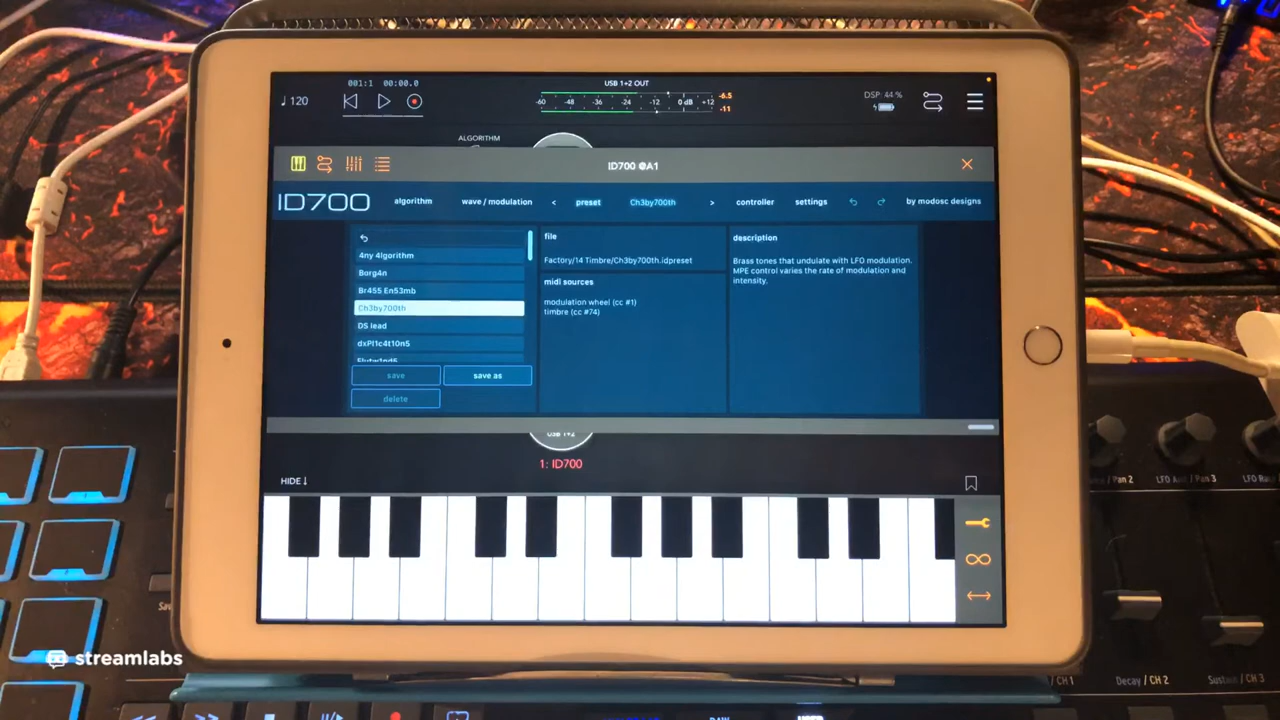 001:1 00:00.0
USB 1+2 OUT
♩ 120
-60 -48 -36 -24 -12 0 dB +12
-6.5
-11
DSP: 44 %
ALGORITHM
ID700 @A1
ID700
algorithm
wave / modulation
< preset Ch3by700th >
controller
settings
by modosc designs
4ny 4lgorithm
Borg4n
Br455 En53mb
Ch3by700th
DS lead
dxPl1c4t10n5
save
save as
delete
file
Factory/14 Timbre/Ch3by700th.idpreset
midi sources
modulation wheel (cc #1)
timbre (cc #74)
description
Brass tones that undulate with LFO modulation.
MPE control varies the rate of modulation and
intensity.
USB 1+2
1: ID700
HIDE
/ Pan 2
/ Pan 3
streamlabs
/ CH 1
Decay / CH 2
/ CH 3